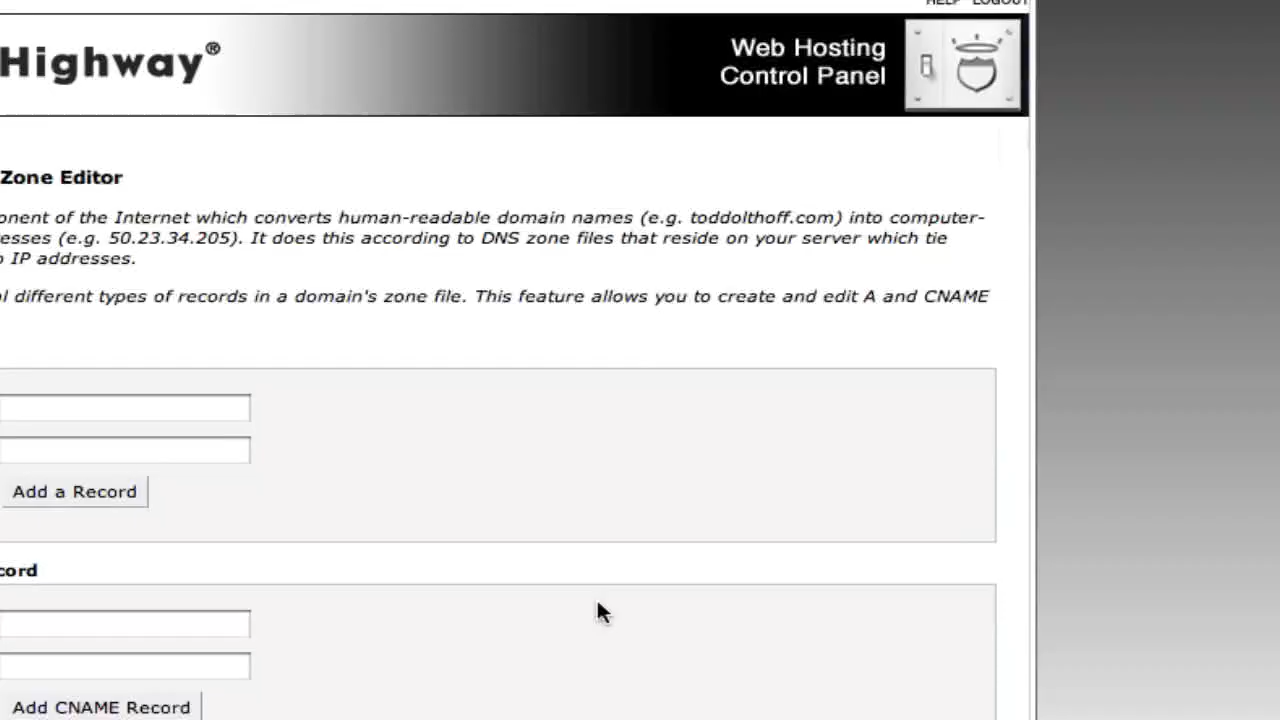 HELP LOGOUT
Highway®
Web Hosting
Control Panel
Zone Editor
onent of the Internet which converts human-readable domain names (e.g. toddolthoff.com) into computer-
esses (e.g. 50.23.34.205). It does this according to DNS zone files that reside on your server which tie
o IP addresses.
al different types of records in a domain's zone file. This feature allows you to create and edit A and CNAME
Add a Record
cord
Add CNAME Record